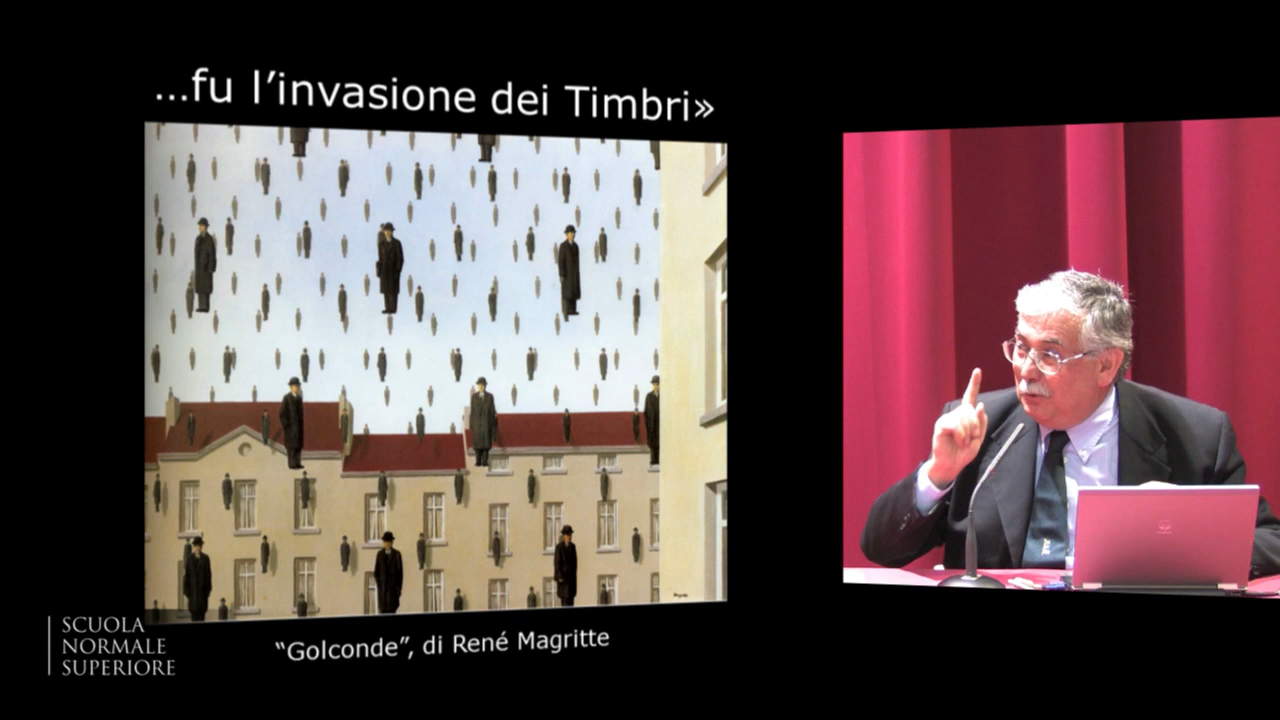 ...fu l’invasione dei Timbri»
“Golconde”, di René Magritte
SCUOLA
NORMALE
SUPERIORE